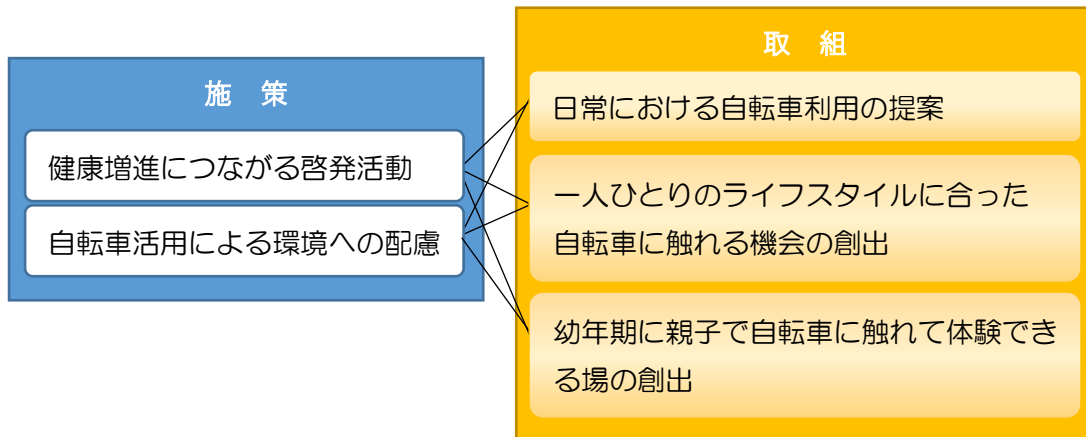 施 策
健康増進につながる啓発活動
自転車活用による環境への配慮
取 組
日常における自転車利用の提案
一人ひとりのライフスタイルに合った
自転車に触れる機会の創出
幼年期に親子で自転車に触れて体験でき
る場の創出